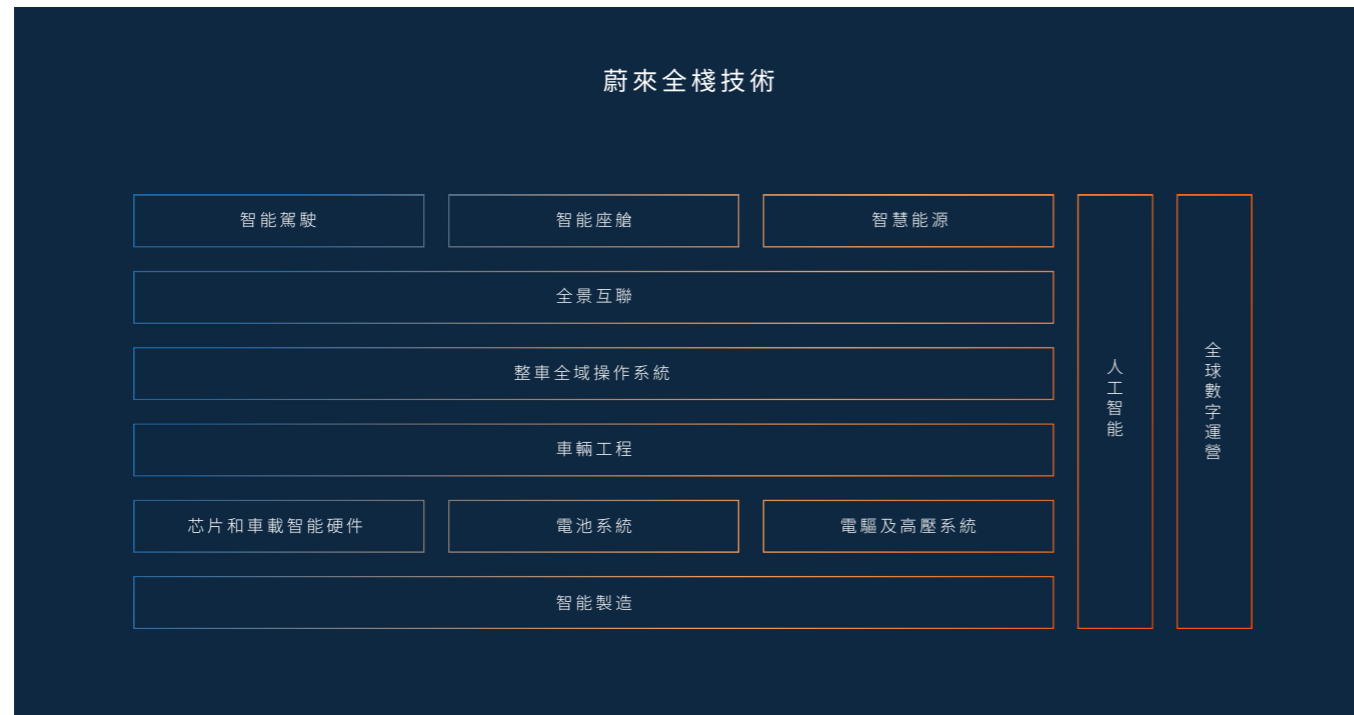 蔚來全棧技術
智能駕駛
智能座艙
智慧能源
全景互聯
整車全域操作系統
車輛工程
芯片和車載智能硬件
電池系統
電驅及高壓系統
智能製造
人工智能
全球數字運營